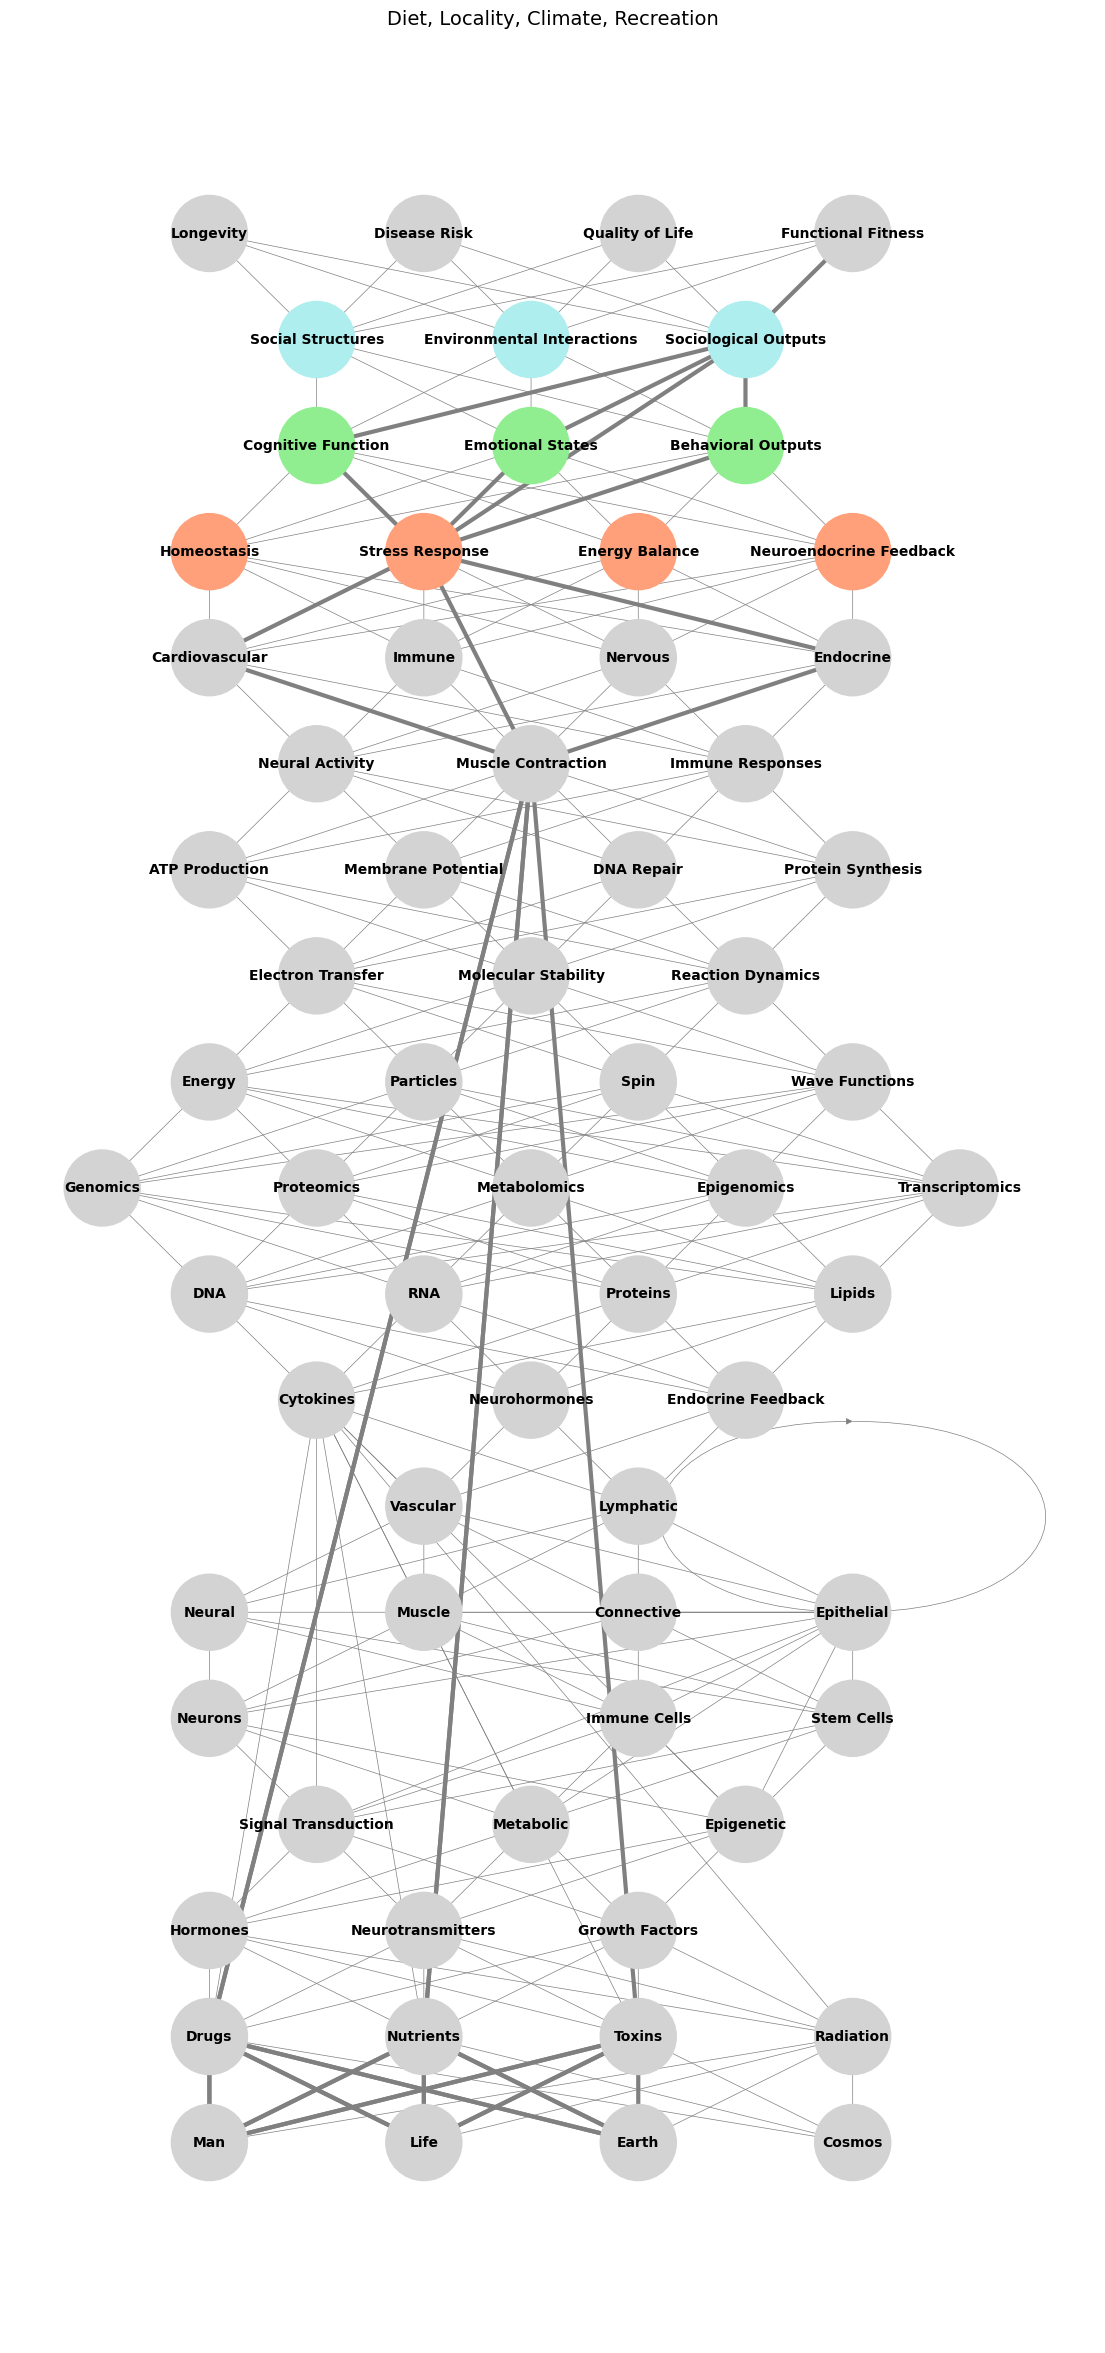 Diet, Locality, Climate, Recreation
Longevity Disease Risk Quality of Life Functional Fitness
Social Structures Environmental Interactions Sociological Outputs
Cognitive Function Emotional States Behavioral Outputs
Homeostasis Stress Response Energy Balance Neuroendocrine Feedback
Cardiovascular Immune Nervous Endocrine
Neural Activity Muscle Contraction Immune Responses
ATP Production Membrane Potential DNA Repair Protein Synthesis
Electron Transfer Molecular Stability Reaction Dynamics
Energy Particles Spin Wave Functions
Genomics Proteomics Metabolomics Epigenomics Transcriptomics
DNA RNA Proteins Lipids
Cytokines Neurohormones Endocrine Feedback
Vascular Lymphatic
Neural Muscle Connective Epithelial
Neurons Immune Cells Stem Cells
Signal Transduction Metabolic Epigenetic
Hormones Neurotransmitters Growth Factors
Drugs Nutrients Toxins Radiation
Man Life Earth Cosmos